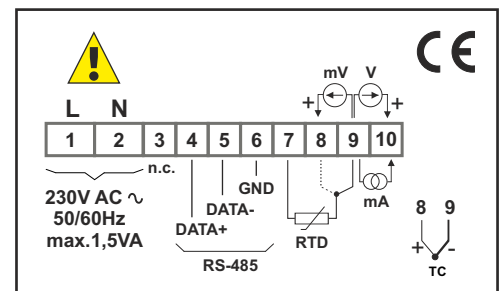 !
CE
mV V
+ +
L N
1 2 3 4 5 6 7 8 9 10
n.c.
230V AC ∿
50/60Hz
max.1,5VA
DATA+
DATA-
GND
RS-485
RTD
mA
8 9
+ -
TC